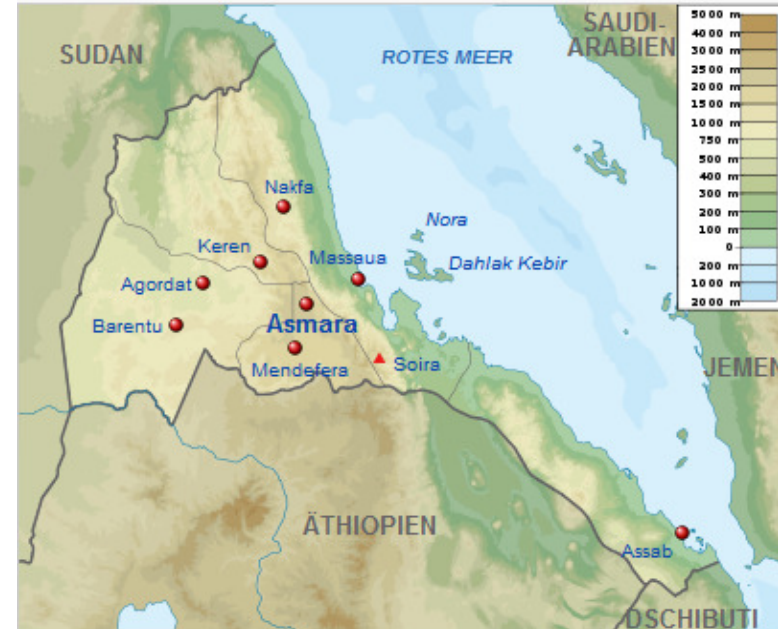 SUDAN
SAUDI-
ARABIEN
ROTES MEER
5000 m
4000 m
3000 m
2500 m
2000 m
1500 m
1000 m
750 m
500 m
400 m
300 m
200 m
100 m
0
200 m
1000 m
2000 m
Nakfa
Nora
Keren
Massaua
Dahlak Kebir
Agordat
Barentu
Asmara
Mendefera
Soira
JEMEN
ÄTHIOPIEN
Assab
DSCHIBUTI